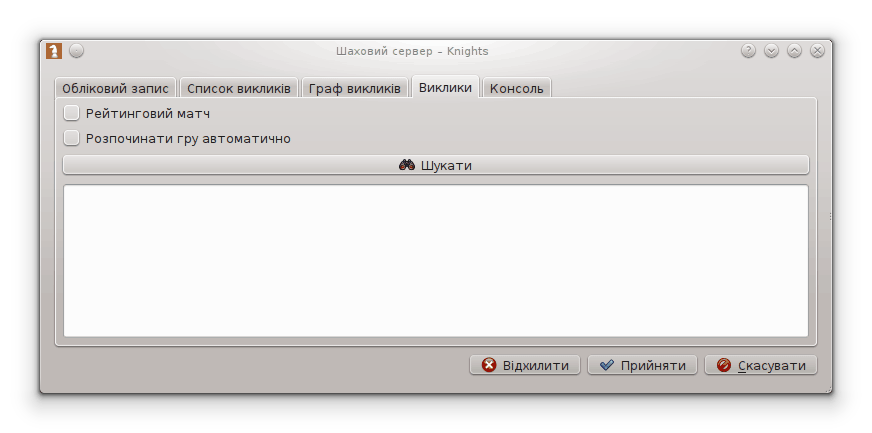 Шаховий сервер – Knights
Обліковий запис Список викликів Граф викликів Виклики Консоль
Рейтинговий матч
Розпочинати гру автоматично
Шукати
Відхилити Прийняти Скасувати